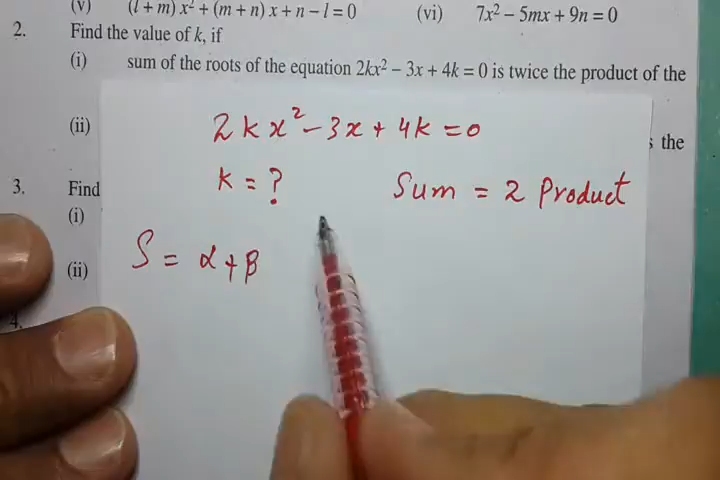 (v) (l + m) x² + (m + n) x + n – l = 0 (vi) 7x² – 5mx + 9n = 0
2. Find the value of k, if
(i) sum of the roots of the equation 2kx² – 3x + 4k = 0 is twice the product of the
(ii) the
2kx² – 3x + 4k = 0
k = ?
Sum = 2 Product
3. Find
(i)
S = α + β
(ii)
4.